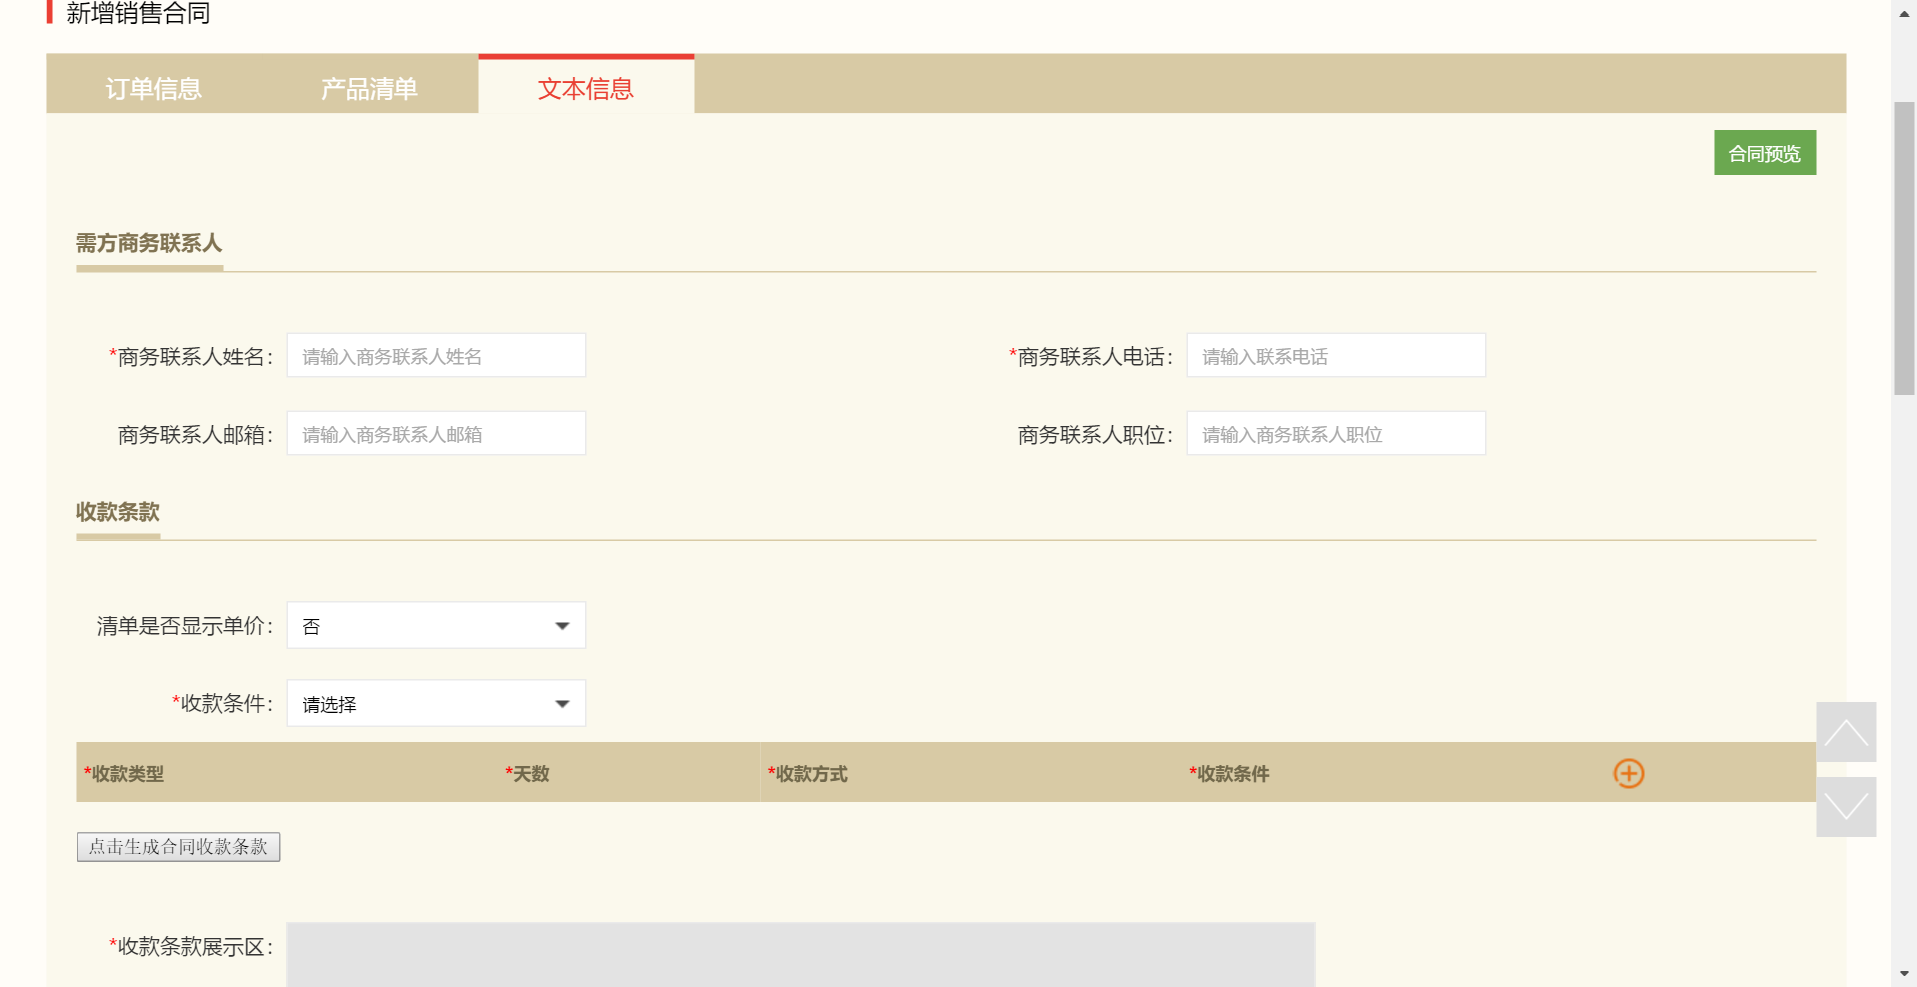 新增销售合同
订单信息 产品清单 文本信息
合同预览
需方商务联系人
*商务联系人姓名: 请输入商务联系人姓名 *商务联系人电话: 请输入联系电话
商务联系人邮箱: 请输入商务联系人邮箱 商务联系人职位: 请输入商务联系人职位
收款条款
清单是否显示单价: 否
*收款条件: 请选择
*收款类型 *天数 *收款方式 *收款条件
点击生成合同收款条款
*收款条款展示区: